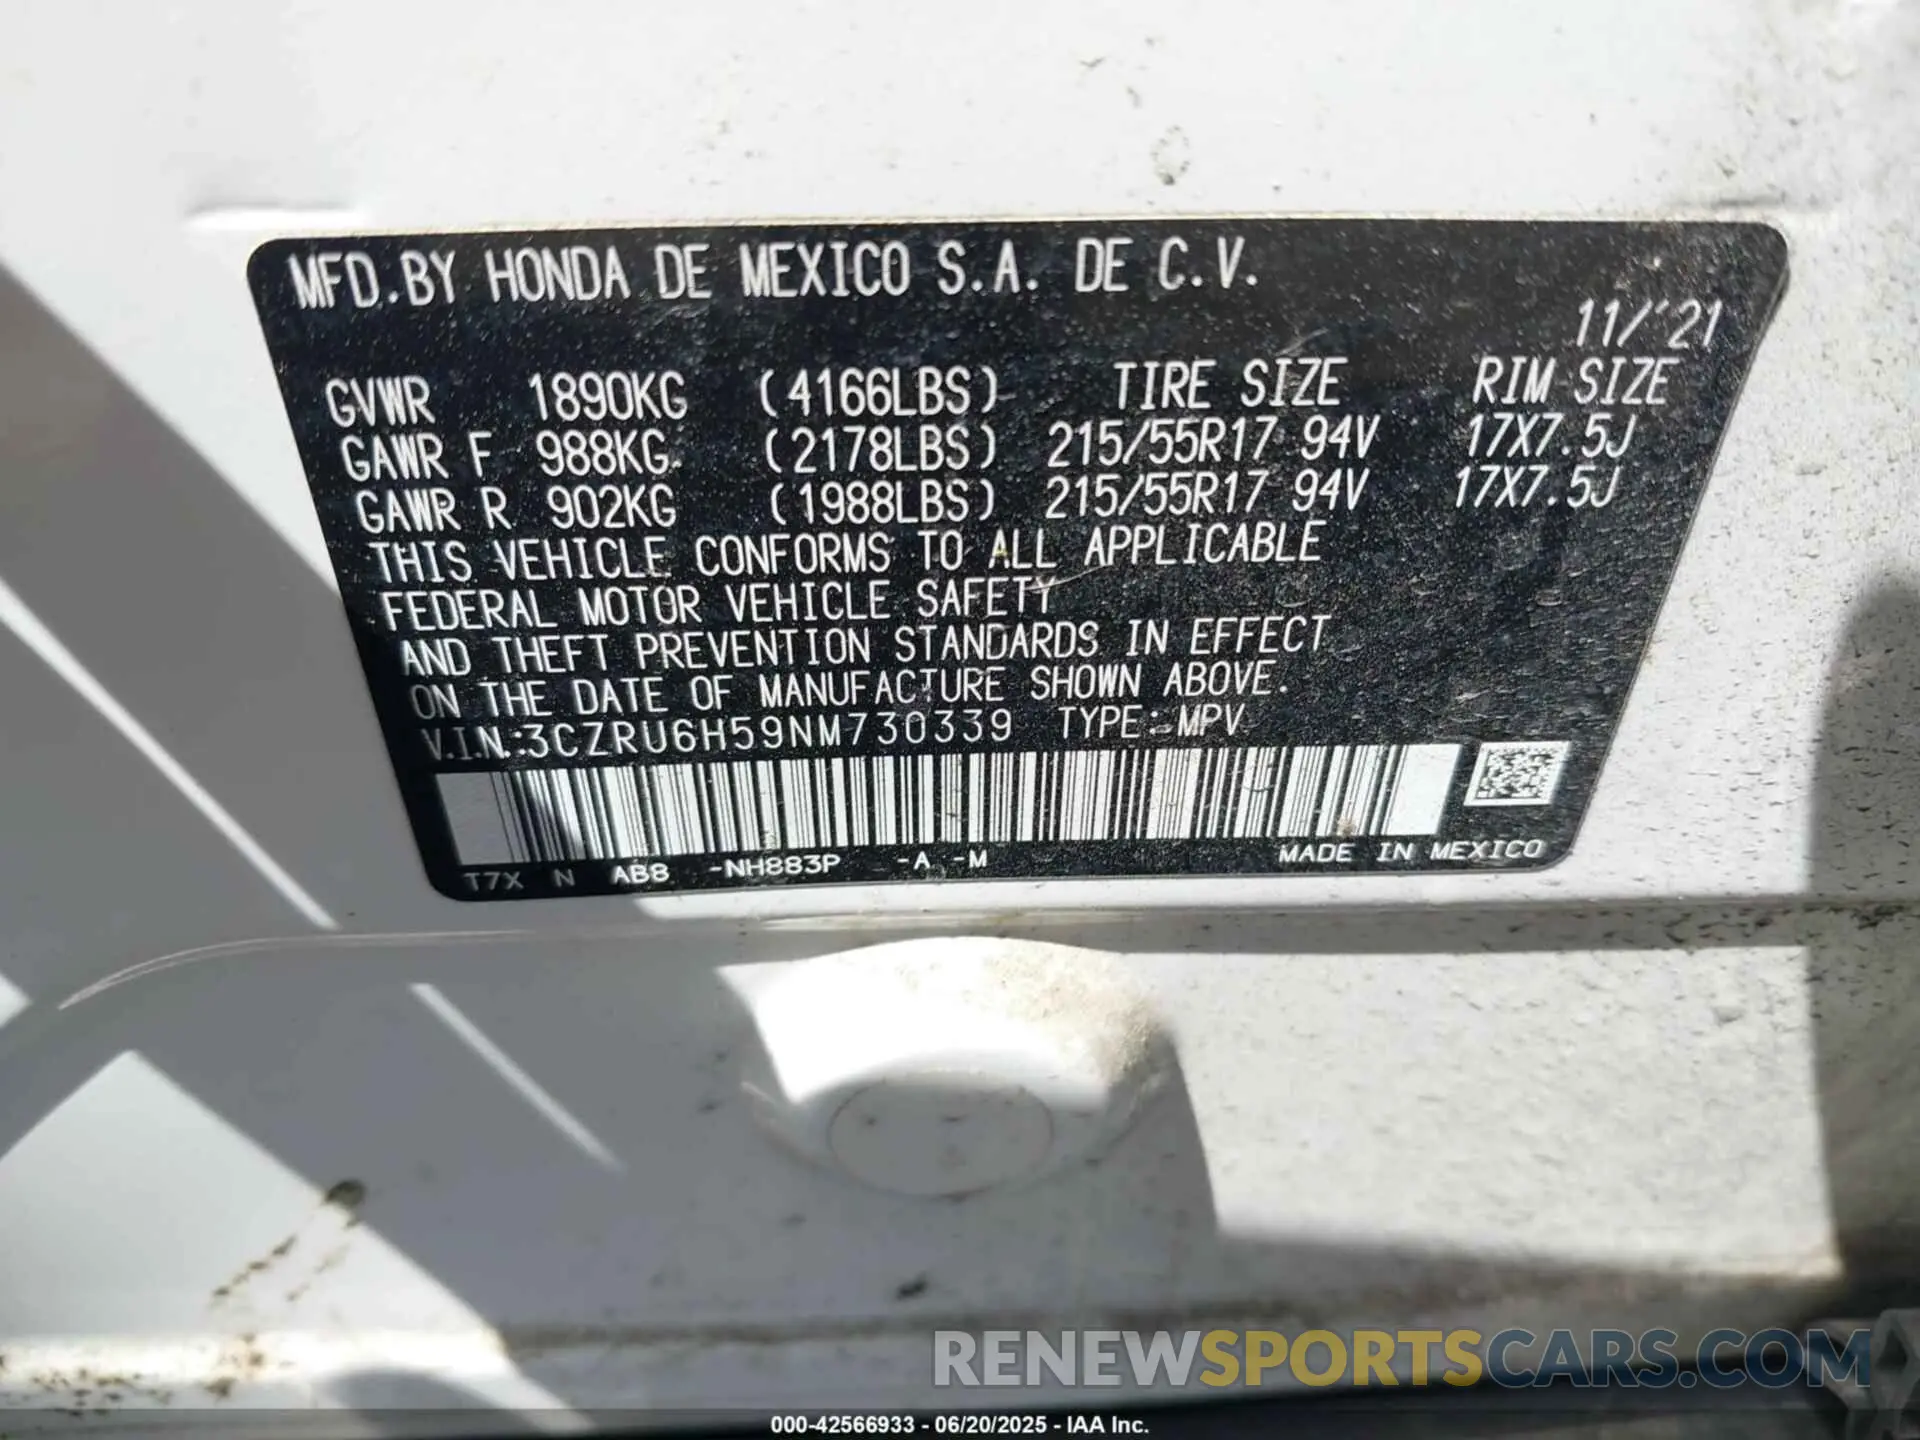 MFD.BY HONDA DE MEXICO S.A. DE C.V.
11/'21
GVWR 1890KG (4166LBS) TIRE SIZE RIM SIZE
GAWR F 988KG (2178LBS) 215/55R17 94V 17X7.5J
GAWR R 902KG (1988LBS) 215/55R17 94V 17X7.5J
THIS VEHICLE CONFORMS TO ALL APPLICABLE
FEDERAL MOTOR VEHICLE SAFETY
AND THEFT PREVENTION STANDARDS IN EFFECT
ON THE DATE OF MANUFACTURE SHOWN ABOVE.
V.I.N.:3CZRU6H59NM730339 TYPE:MPV
T7X N AB8 -NH883P -A -M MADE IN MEXICO
RENEWSPORTSCARS.COM
000-42566933 - 06/20/2025 - IAA Inc.